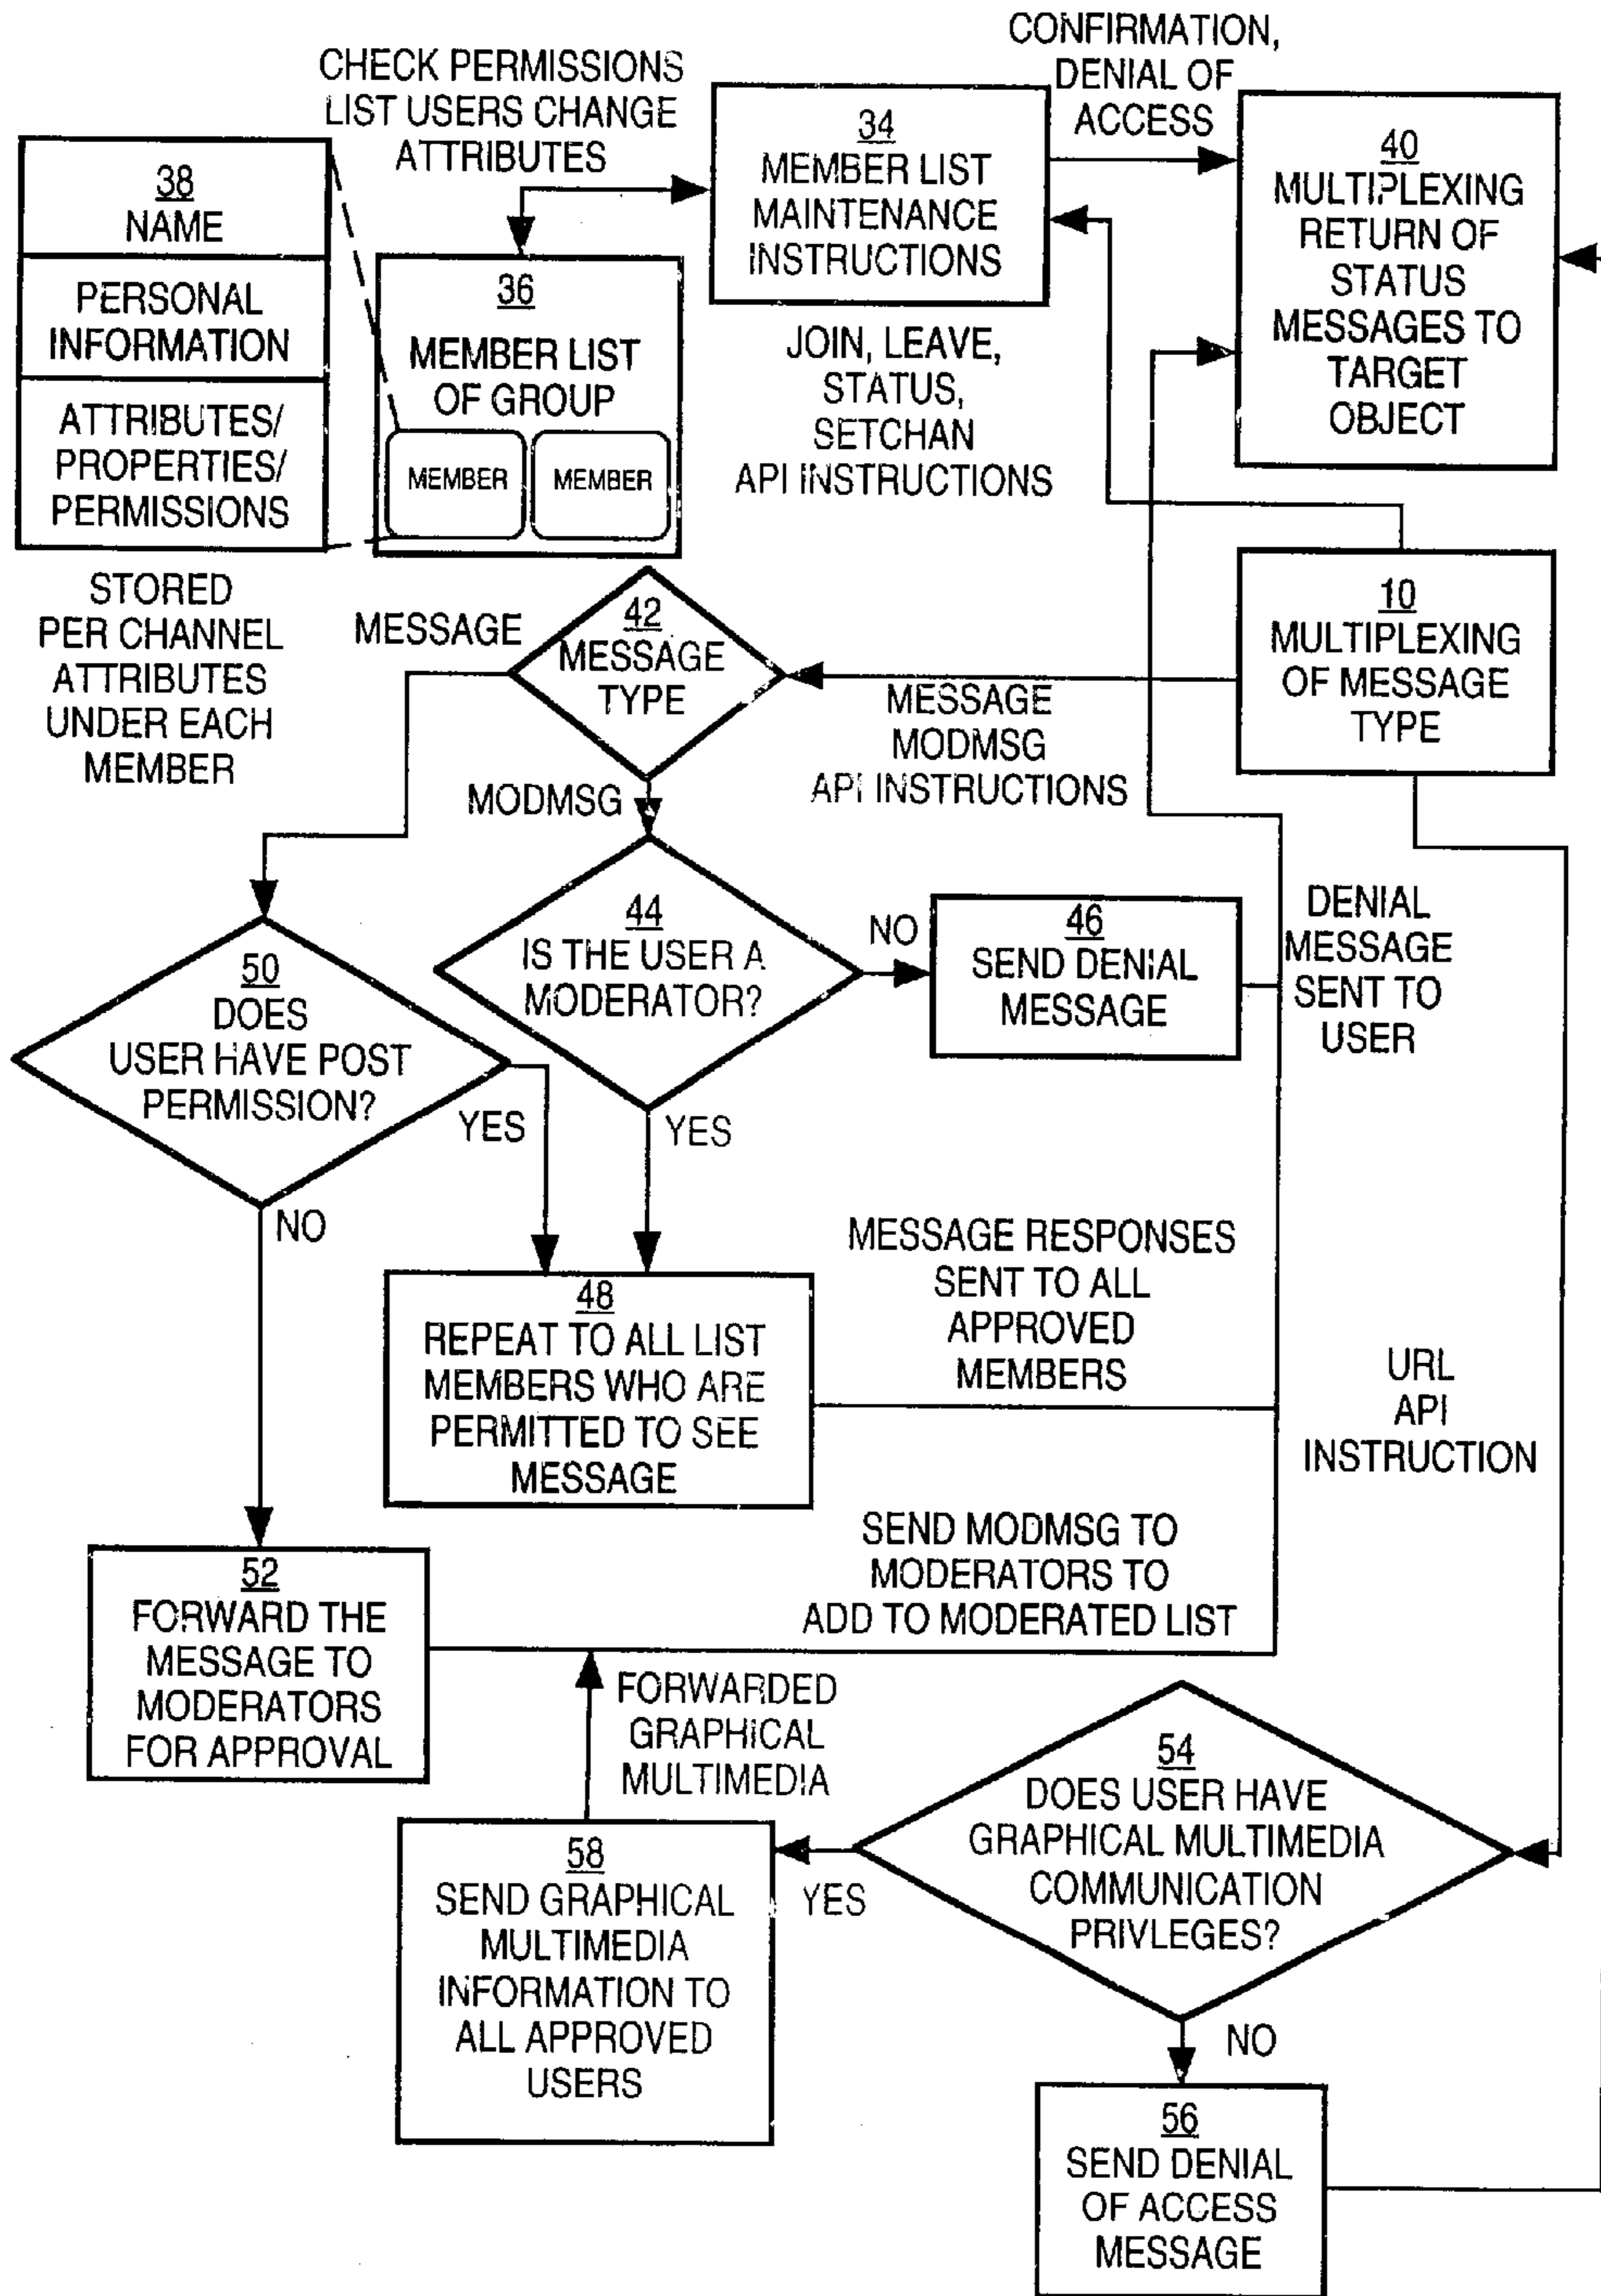 CONFIRMATION,
DENIAL OF
ACCESS
CHECK PERMISSIONS
LIST USERS CHANGE
ATTRIBUTES
38
NAME
PERSONAL
INFORMATION
ATTRIBUTES/
PROPERTIES/
PERMISSIONS
STORED
PER CHANNEL
ATTRIBUTES
UNDER EACH
MEMBER
36
MEMBER LIST
OF GROUP
MEMBER
MEMBER
34
MEMBER LIST
MAINTENANCE
INSTRUCTIONS
JOIN, LEAVE,
STATUS,
SETCHAN
API INSTRUCTIONS
40
MULTIPLEXING
RETURN OF
STATUS
MESSAGES TO
TARGET
OBJECT
10
MULTIPLEXING
OF MESSAGE
TYPE
MESSAGE
42
MESSAGE
TYPE
MESSAGE
MODMSG
API INSTRUCTIONS
MODMSG
44
IS THE USER A
MODERATOR?
NO
46
SEND DENIAL
MESSAGE
DENIAL
MESSAGE
SENT TO
USER
50
DOES
USER HAVE POST
PERMISSION?
YES
YES
NO
48
REPEAT TO ALL LIST
MEMBERS WHO ARE
PERMITTED TO SEE
MESSAGE
MESSAGE RESPONSES
SENT TO ALL
APPROVED
MEMBERS
URL
API
INSTRUCTION
52
FORWARD THE
MESSAGE TO
MODERATORS
FOR APPROVAL
SEND MODMSG TO
MODERATORS TO
ADD TO MODERATED LIST
FORWARDED
GRAPHICAL
MULTIMEDIA
54
DOES USER HAVE
GRAPHICAL MULTIMEDIA
COMMUNICATION
PRIVLEGES?
YES
58
SEND GRAPHICAL
MULTIMEDIA
INFORMATION TO
ALL APPROVED
USERS
NO
56
SEND DENIAL
OF ACCESS
MESSAGE